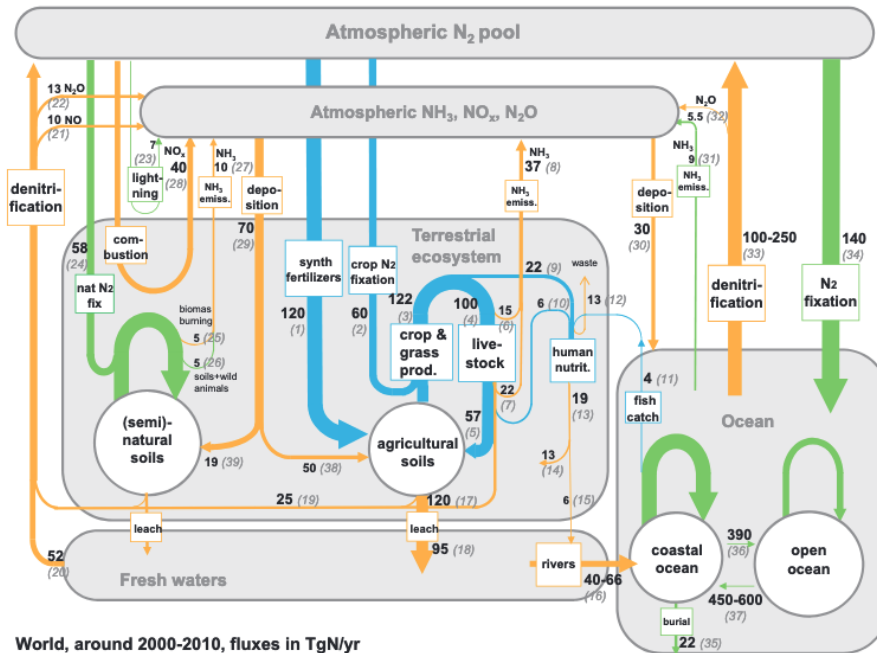 Atmospheric N2 pool
13 N2O
(22)
10 NO
(21)
Atmospheric NH3, NOx, N2O
N2O
5.5 (32)
7
(23)
light-
ning
NOx
40
(28)
NH3
10 (27)
NH3
emiss.
NH3
37 (8)
NH3
emiss.
NH3
9 (31)
NH3
emiss.
denitri-
fication
depo-
sition
70
(29)
depo-
sition
30
(30)
100-250
(33)
denitri-
fication
140
(34)
N2
fixation
com-
bustion
58
(24)
nat N2
fix
synth
fertilizers
120
(1)
crop N2
fixation
60
(2)
Terrestrial
ecosystem
22 (9)
waste
122
(3)
crop &
grass
prod.
100
(4)
live-
stock
15
(6)
6 (10)
13 (12)
biomas
burning
5 (25)
5 (26)
soils+wild
animals
human
nutrit.
22
(7)
19
(13)
4 (11)
fish
catch
Ocean
(semi)-
natural
soils
57
(5)
agricultural
soils
19 (39)
50 (38)
13
(14)
25 (19)
120 (17)
6 (15)
leach
leach
95 (18)
52
(20)
Fresh waters
rivers
40-66
(16)
coastal
ocean
390
(36)
open
ocean
450-600
(37)
burial
22 (35)
World, around 2000-2010, fluxes in TgN/yr